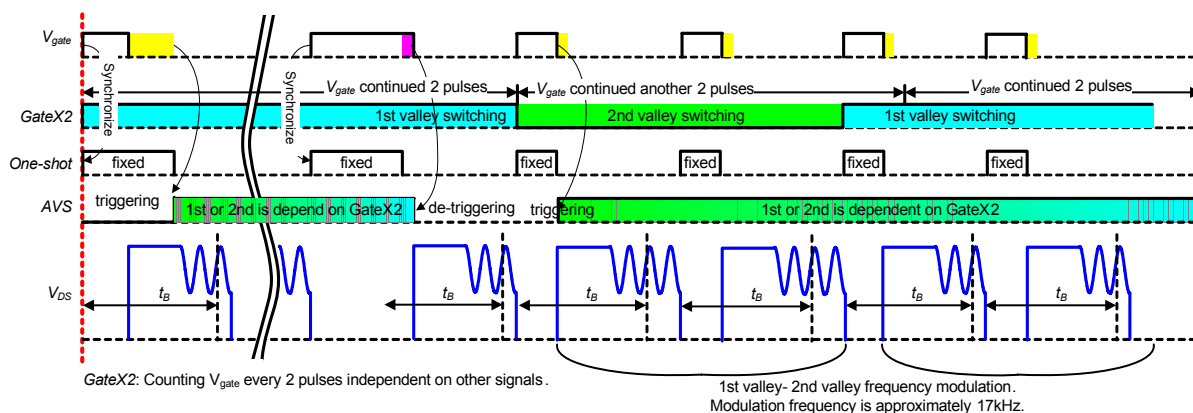 Vgate
Synchronize
Synchronize
Vgate continued 2 pulses
Vgate continued another 2 pulses
Vgate continued 2 pulses
GateX2
1st valley switching
2nd valley switching
1st valley switching
One-shot
fixed
fixed
fixed
fixed
fixed
fixed
AVS
triggering
1st or 2nd is depend on GateX2
de-triggering
triggering
1st or 2nd is dependent on GateX2
VDS
tB
tB
tB
tB
tB
tB
GateX2: Counting Vgate every 2 pulses independent on other signals.
1st valley- 2nd valley frequency modulation.
Modulation frequency is approximately 17kHz.